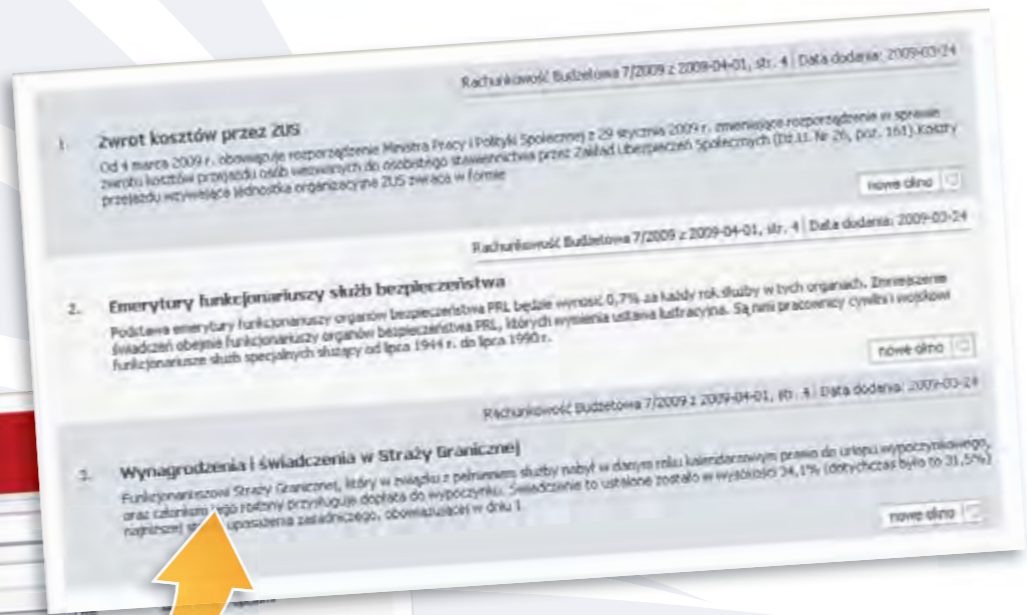 Rachunkowość Budżetowa 7/2009 z 2009-04-01, str. 4 | Data dodania: 2009-03-24
1. Zwrot kosztów przez ZUS
Od 4 marca 2009 r. obowiązuje rozporządzenie Ministra Pracy i Polityki Społecznej z 29 stycznia 2009 r. zmieniające rozporządzenie w sprawie
zwrotu kosztów przejazdu osób wezwanych do osobistego stawiennictwa przez Zakład Ubezpieczeń Społecznych (Dz.U. Nr 26, poz. 161).Koszty
przejazdu wzywająca jednostka organizacyjna ZUS zwraca w formie
nowe okno
Rachunkowość Budżetowa 7/2009 z 2009-04-01, str. 4 | Data dodania: 2009-03-24
2. Emerytury funkcjonariuszy służb bezpieczeństwa
Podstawa emerytury funkcjonariuszy organów bezpieczeństwa PRL będzie wynosić 0,7% za każdy rok służby w tych organach. Zmniejszenie
świadczeń obejmie funkcjonariuszy organów bezpieczeństwa PRL, których wymienia ustawa lustracyjna. Są nimi pracownicy cywilni i wojskowi
funkcjonariusze służb specjalnych służący od lipca 1944 r. do lipca 1990 r.
nowe okno
Rachunkowość Budżetowa 7/2009 z 2009-04-01, str. 4 | Data dodania: 2009-03-24
3. Wynagrodzenia i świadczenia w Straży Granicznej
Funkcjonariuszowi Straży Granicznej, który w związku z pełnieniem służby nabył w danym roku kalendarzowym prawo do urlopu wypoczynkowego,
oraz członkom jego rodziny przysługuje dopłata do wypoczynku. Świadczenie to ustalone zostało w wysokości 34,1% (dotychczas było to 31,5%)
najniższej uposażenia zasadniczego, obowiązującej w dniu 1
nowe okno